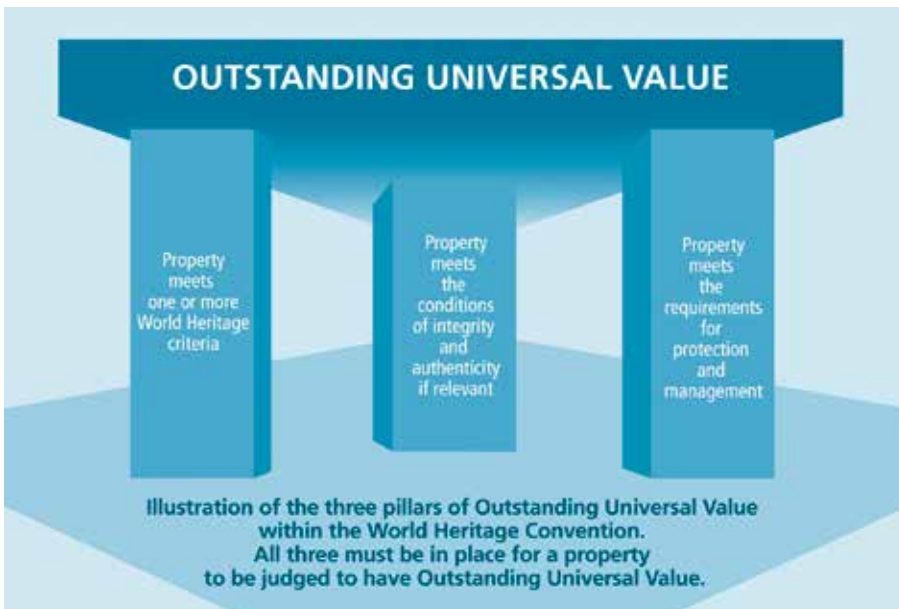 OUTSTANDING UNIVERSAL VALUE
Property
meets
one or more
World Heritage
criteria
Property
meets
the
conditions
of integrity
and
authenticity
if relevant
Property
meets
the
requirements
for
protection
and
management
Illustration of the three pillars of Outstanding Universal Value
within the World Heritage Convention.
All three must be in place for a property
to be judged to have Outstanding Universal Value.